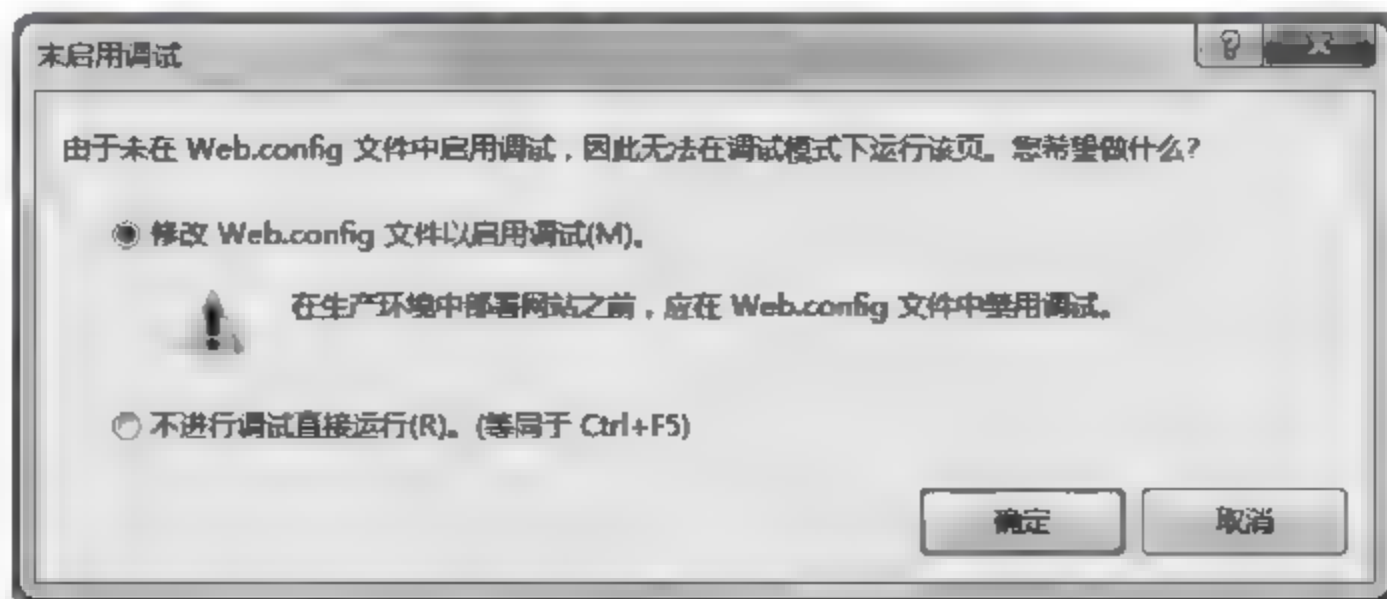 未启用调试
由于未在 Web.config 文件中启用调试，因此无法在调试模式下运行该页。您希望做什么?
修改 Web.config 文件以启用调试(M)。
在生产环境中部署网站之前，应在 Web.config 文件中禁用调试。
不进行调试直接运行(R)。(等同于 Ctrl+F5)
确定 取消